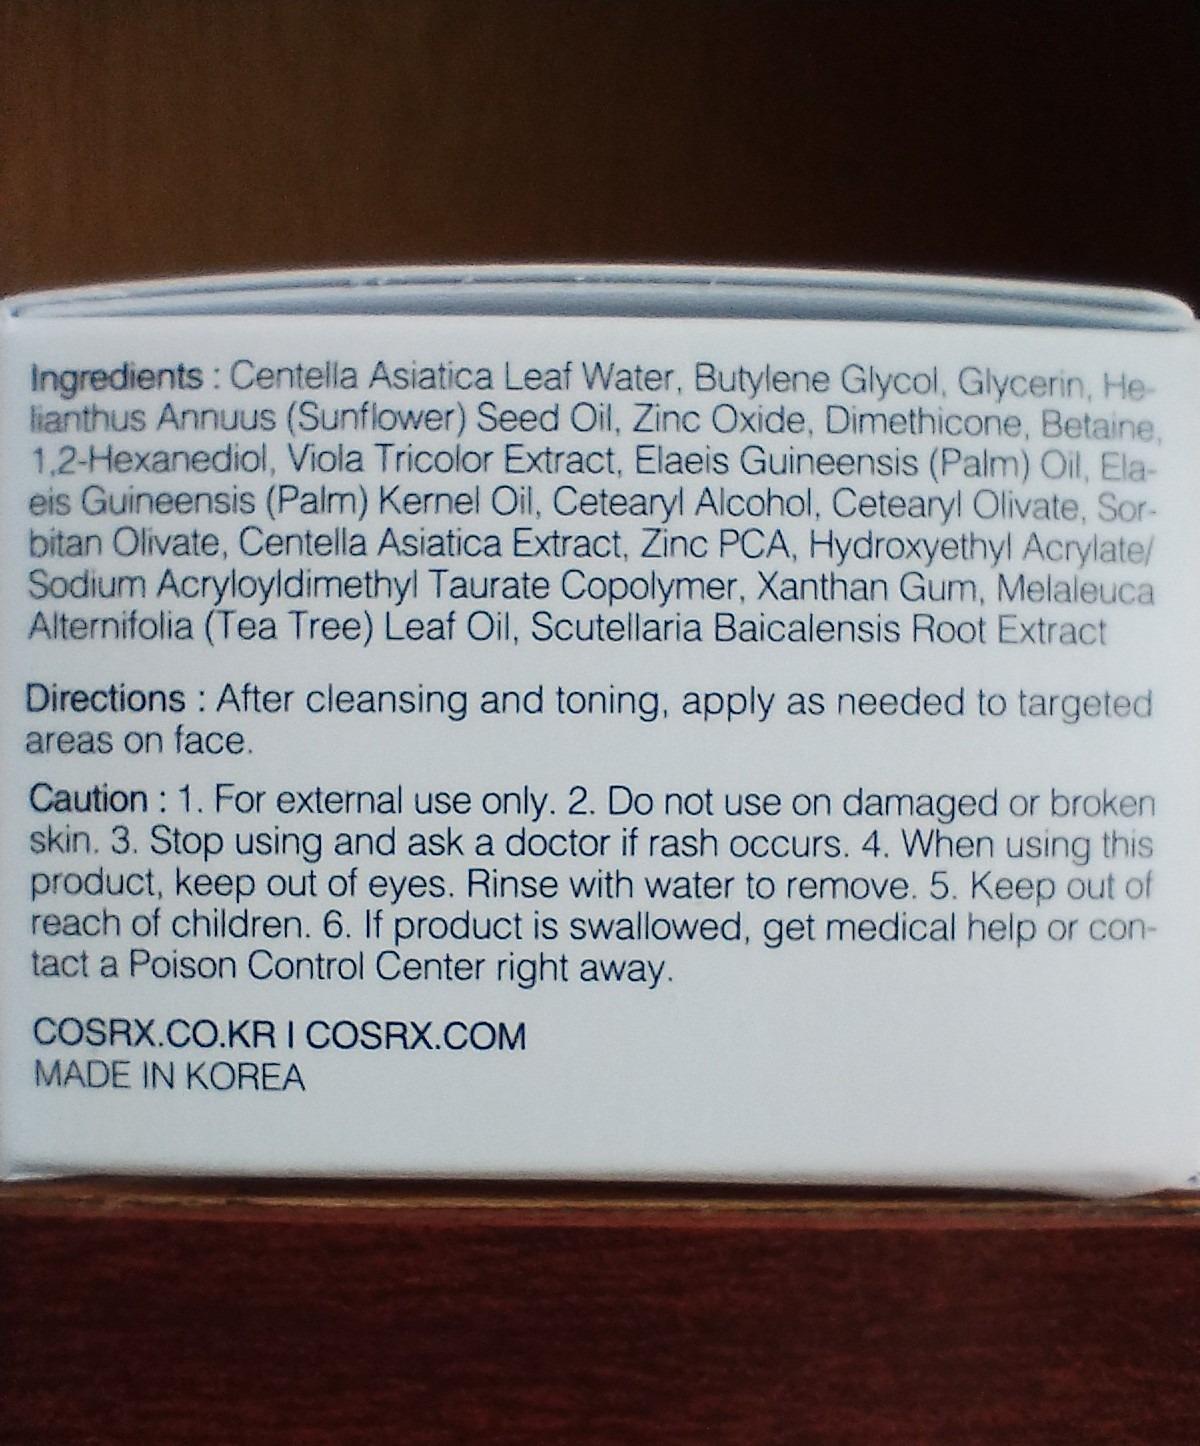 Ingredients : Centella Asiatica Leaf Water, Butylene Glycol, Glycerin, He-
lianthus Annuus (Sunflower) Seed Oil, Zinc Oxide, Dimethicone, Betaine,
1,2-Hexanediol, Viola Tricolor Extract, Elaeis Guineensis (Palm) Oil, Ela-
eis Guineensis (Palm) Kernel Oil, Cetearyl Alcohol, Cetearyl Olivate, Sor-
bitan Olivate, Centella Asiatica Extract, Zinc PCA, Hydroxyethyl Acrylate/
Sodium Acryloyldimethyl Taurate Copolymer, Xanthan Gum, Melaleuca
Alternifolia (Tea Tree) Leaf Oil, Scutellaria Baicalensis Root Extract
Directions : After cleansing and toning, apply as needed to targeted
areas on face.
Caution : 1. For external use only. 2. Do not use on damaged or broken
skin. 3. Stop using and ask a doctor if rash occurs. 4. When using this
product, keep out of eyes. Rinse with water to remove. 5. Keep out of
reach of children. 6. If product is swallowed, get medical help or con-
tact a Poison Control Center right away.
COSRX.CO.KR I COSRX.COM
MADE IN KOREA